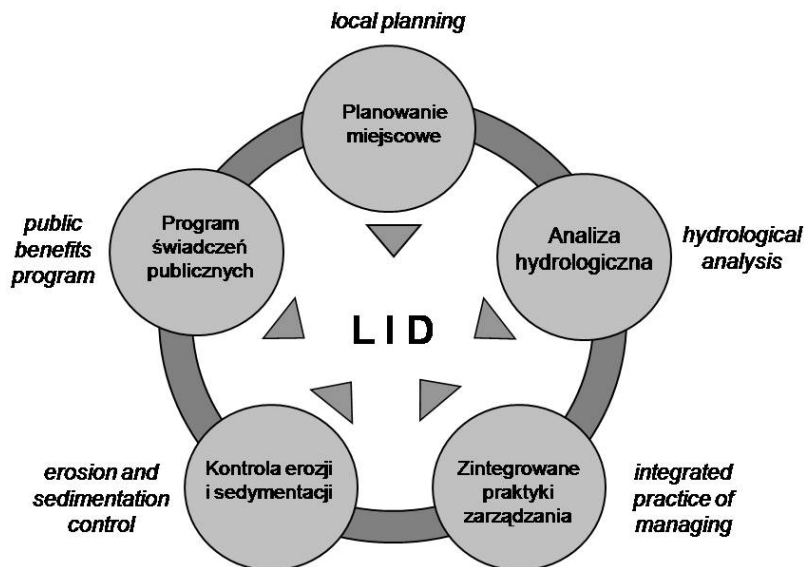 local planning
Planowanie
miejscowe
public
benefits
program
Program
świadczeń
publicznych
Analiza
hydrologiczna
hydrological
analysis
LID
erosion and
sedimentation
control
Kontrola erozji
i sedymentacji
Zintegrowane
praktyki
zarządzania
integrated
practice of
managing